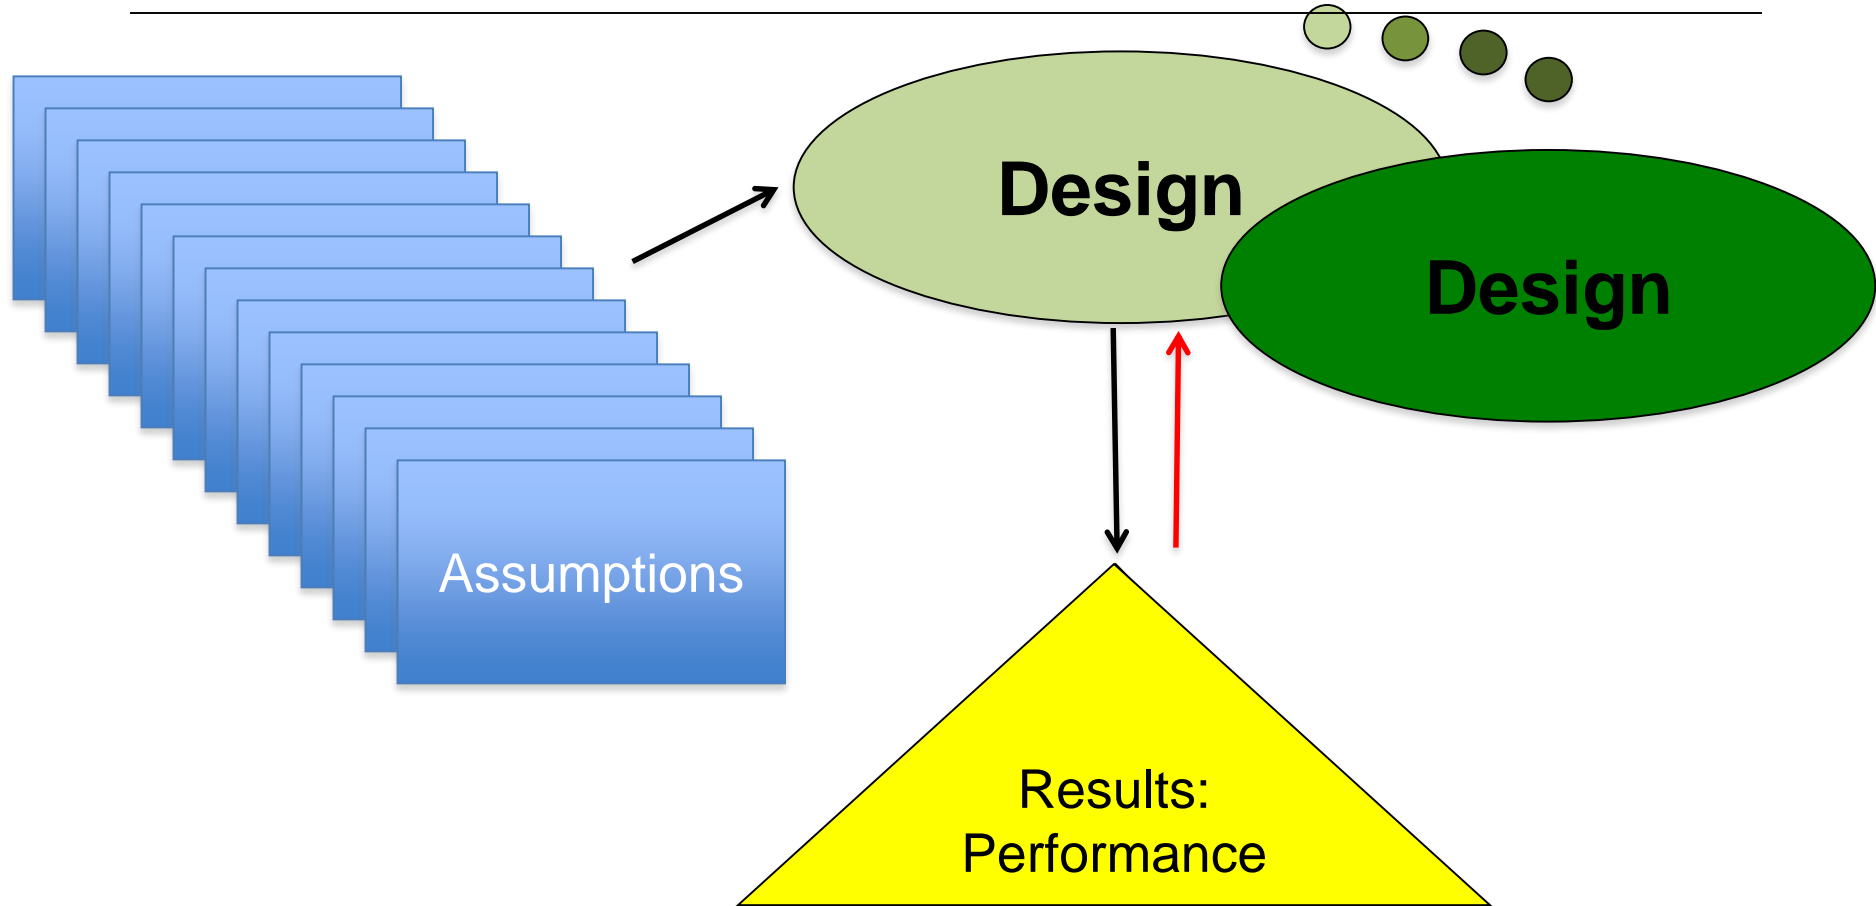 Design
Design
Assumptions
Results:
Performance